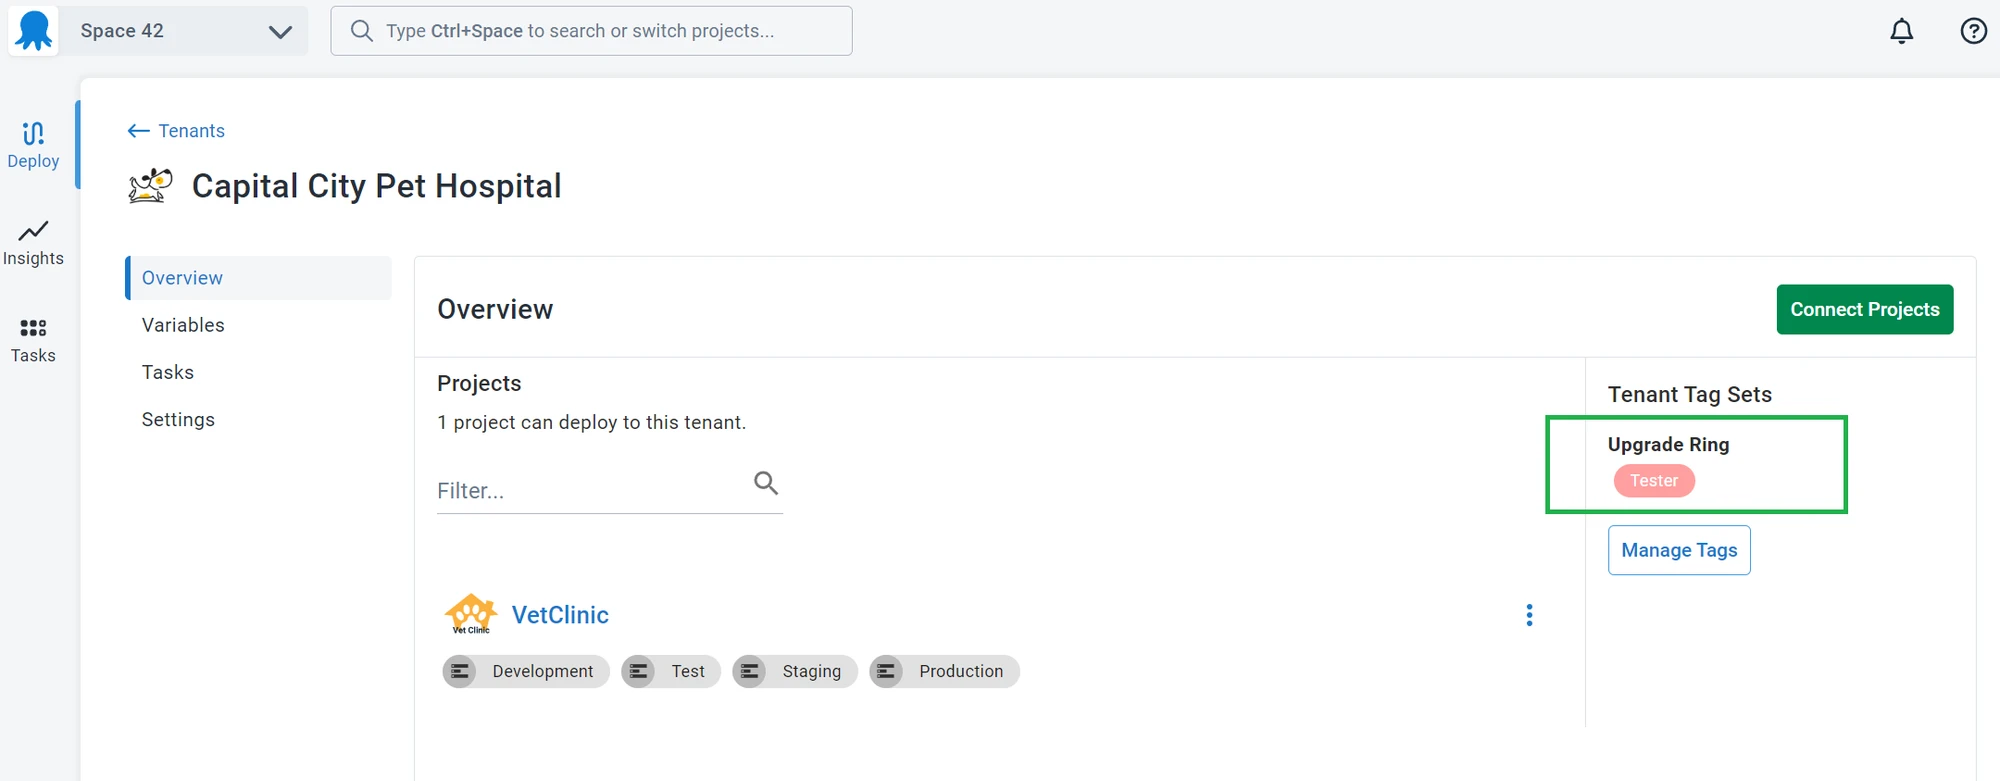 Space 42
Type Ctrl+Space to search or switch projects...
Deploy
Insights
Tasks
Tenants
Capital City Pet Hospital
Overview
Variables
Tasks
Settings
Overview
Connect Projects
Projects
1 project can deploy to this tenant.
Filter...
Vet Clinic
VetClinic
Development
Test
Staging
Production
Tenant Tag Sets
Upgrade Ring
Tester
Manage Tags